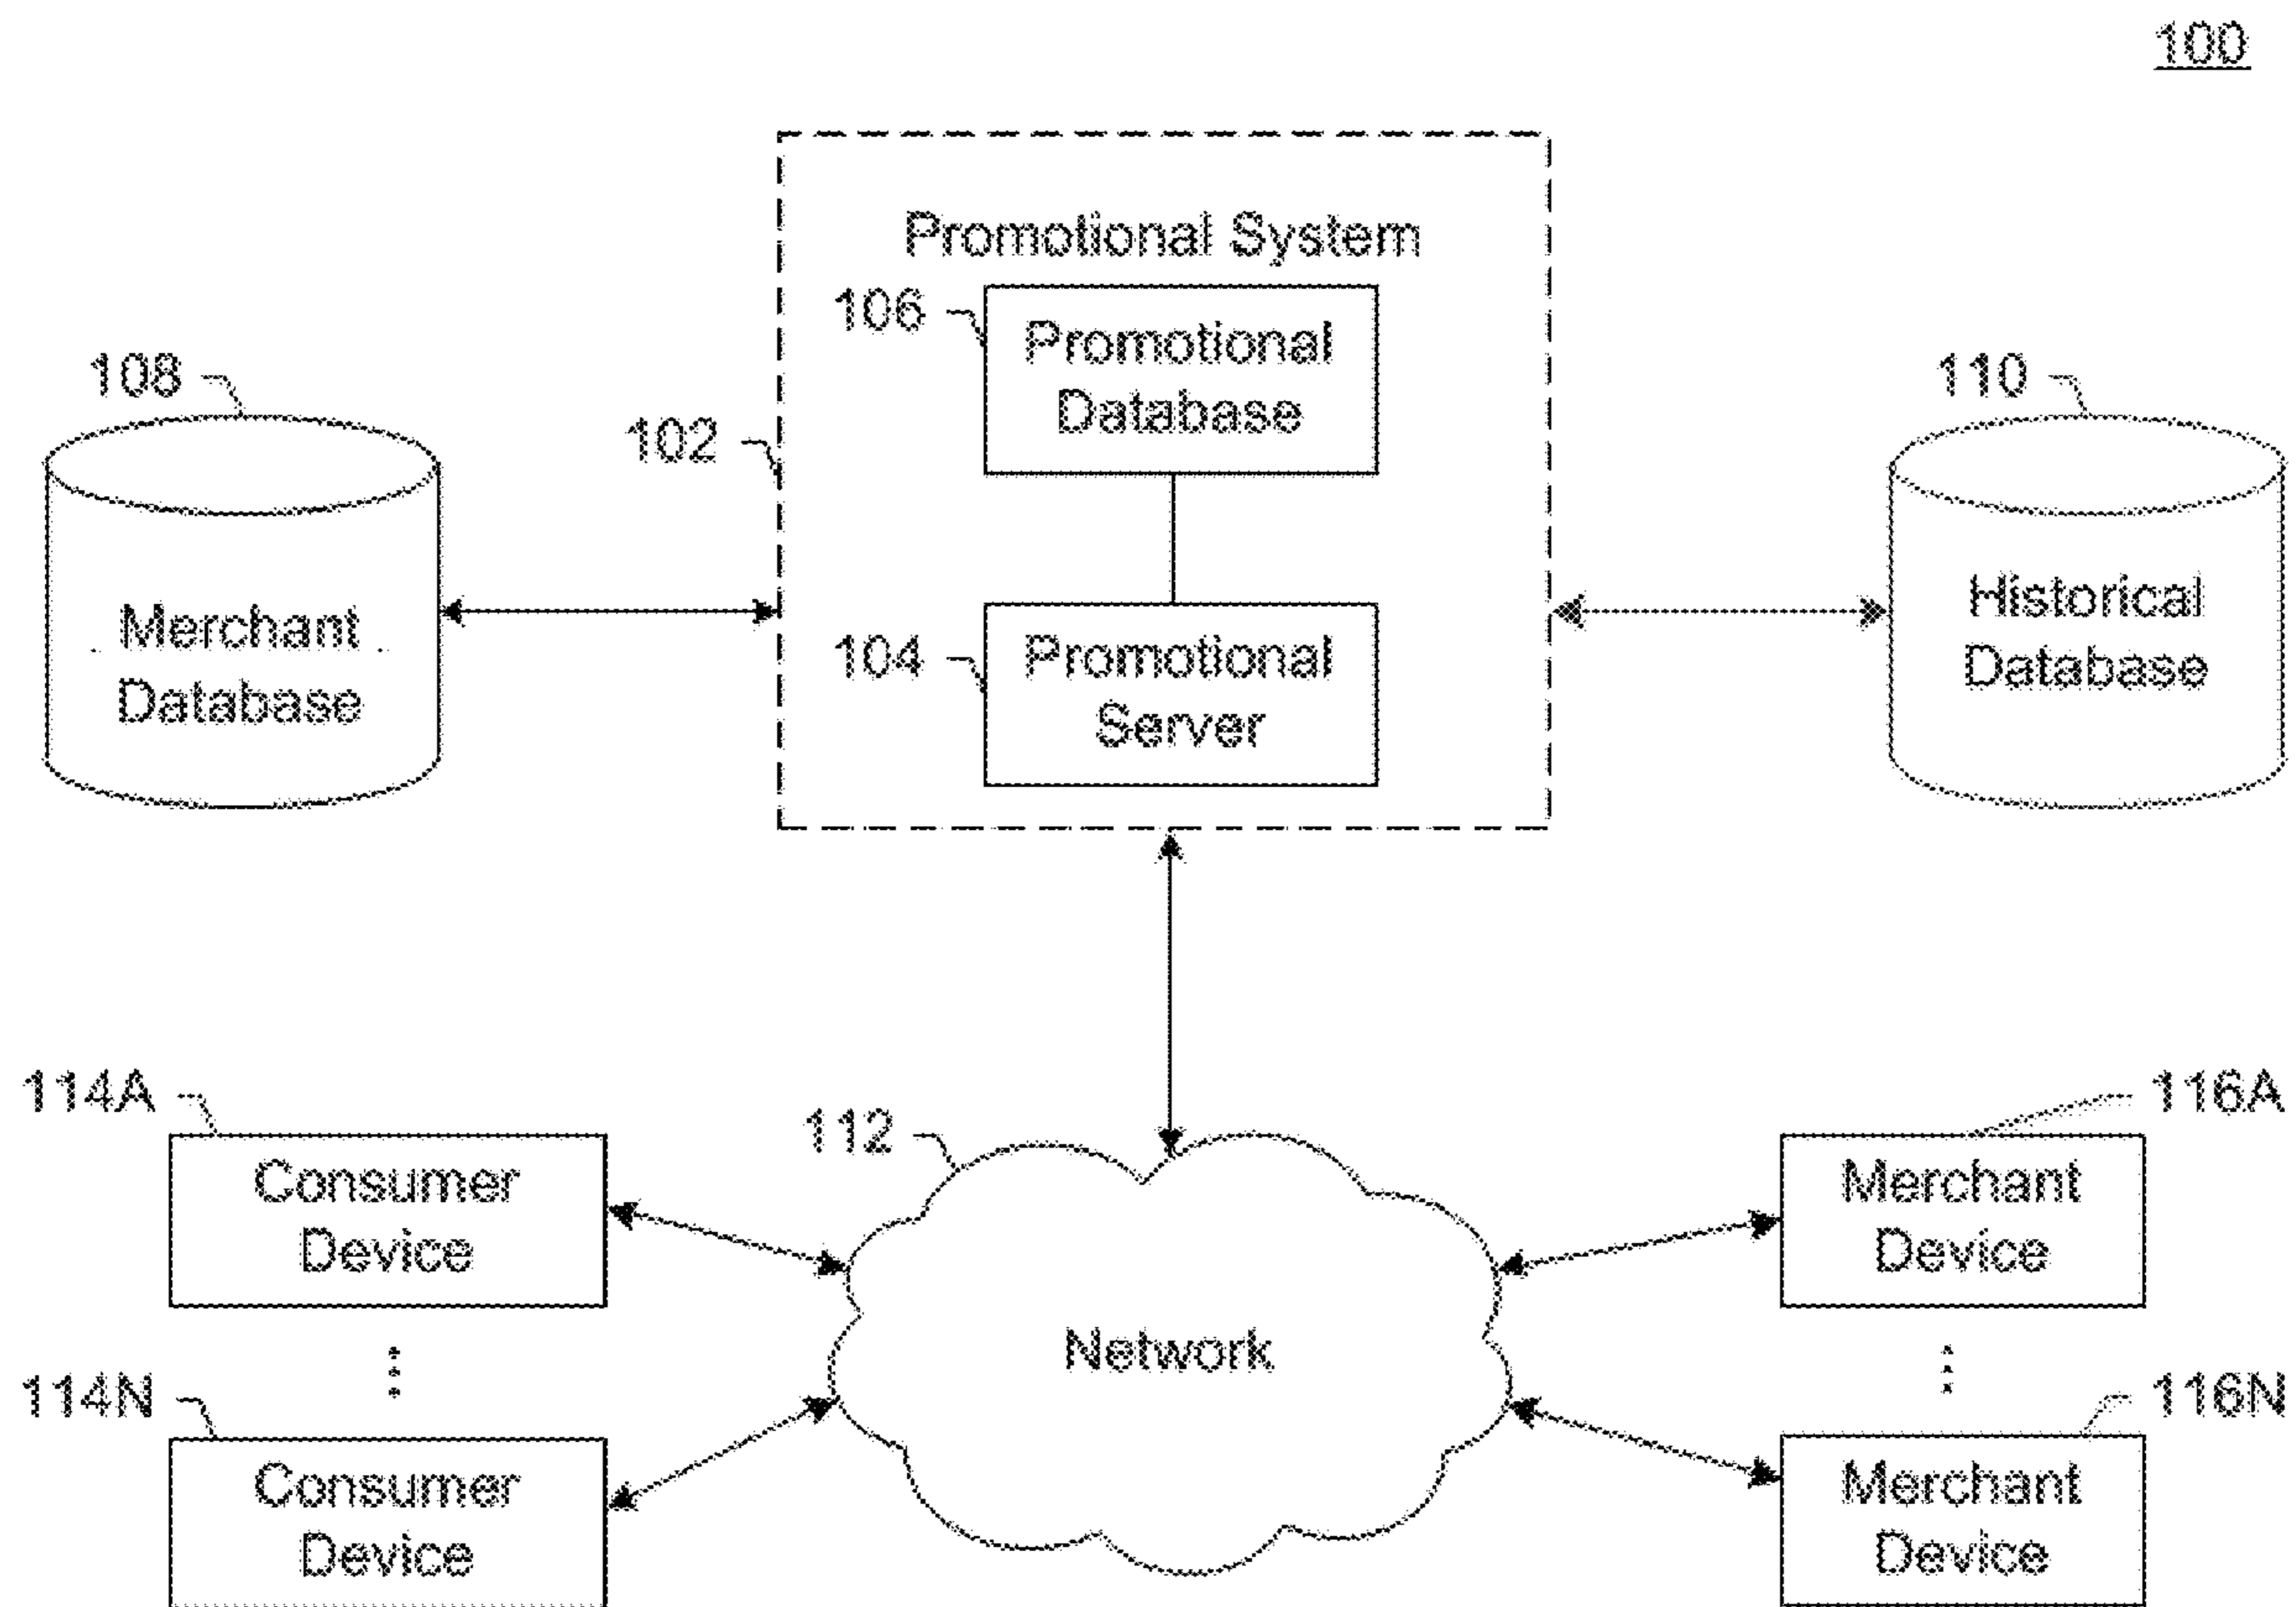 100
Promotional System
106
Promotional
Database
108
110
102
Merchant
Database
Historical
Database
104
Promotional
Server
114A
112
116A
Consumer
Device
Merchant
Device
Network
114N
116N
Consumer
Device
Merchant
Device